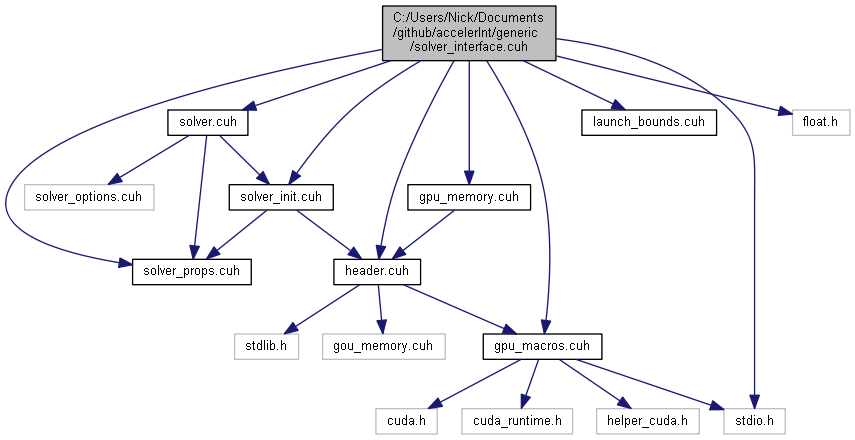 C:/Users/Nick/Documents
/github/accelerInt/generic
/solver_interface.cuh
solver.cuh
launch_bounds.cuh
float.h
solver_options.cuh
solver_init.cuh
gpu_memory.cuh
solver_props.cuh
header.cuh
stdlib.h
gou_memory.cuh
gpu_macros.cuh
cuda.h
cuda_runtime.h
helper_cuda.h
stdio.h